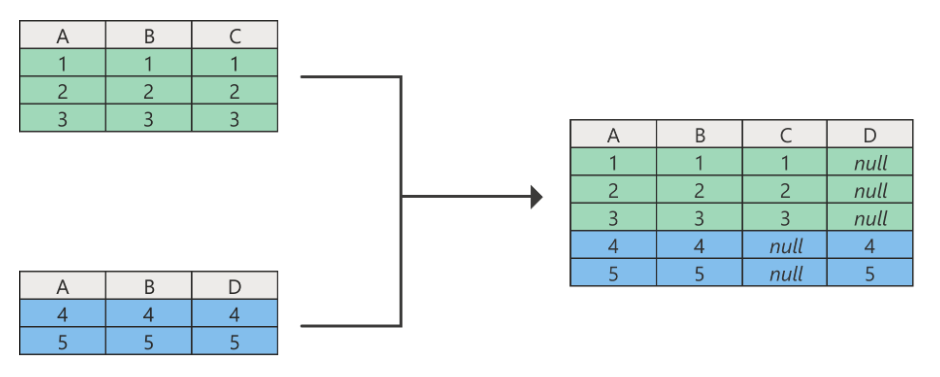 A B C
1 1 1
2 2 2
3 3 3
A B D
4 4 4
5 5 5
A B C D
1 1 1 null
2 2 2 null
3 3 3 null
4 4 null 4
5 5 null 5